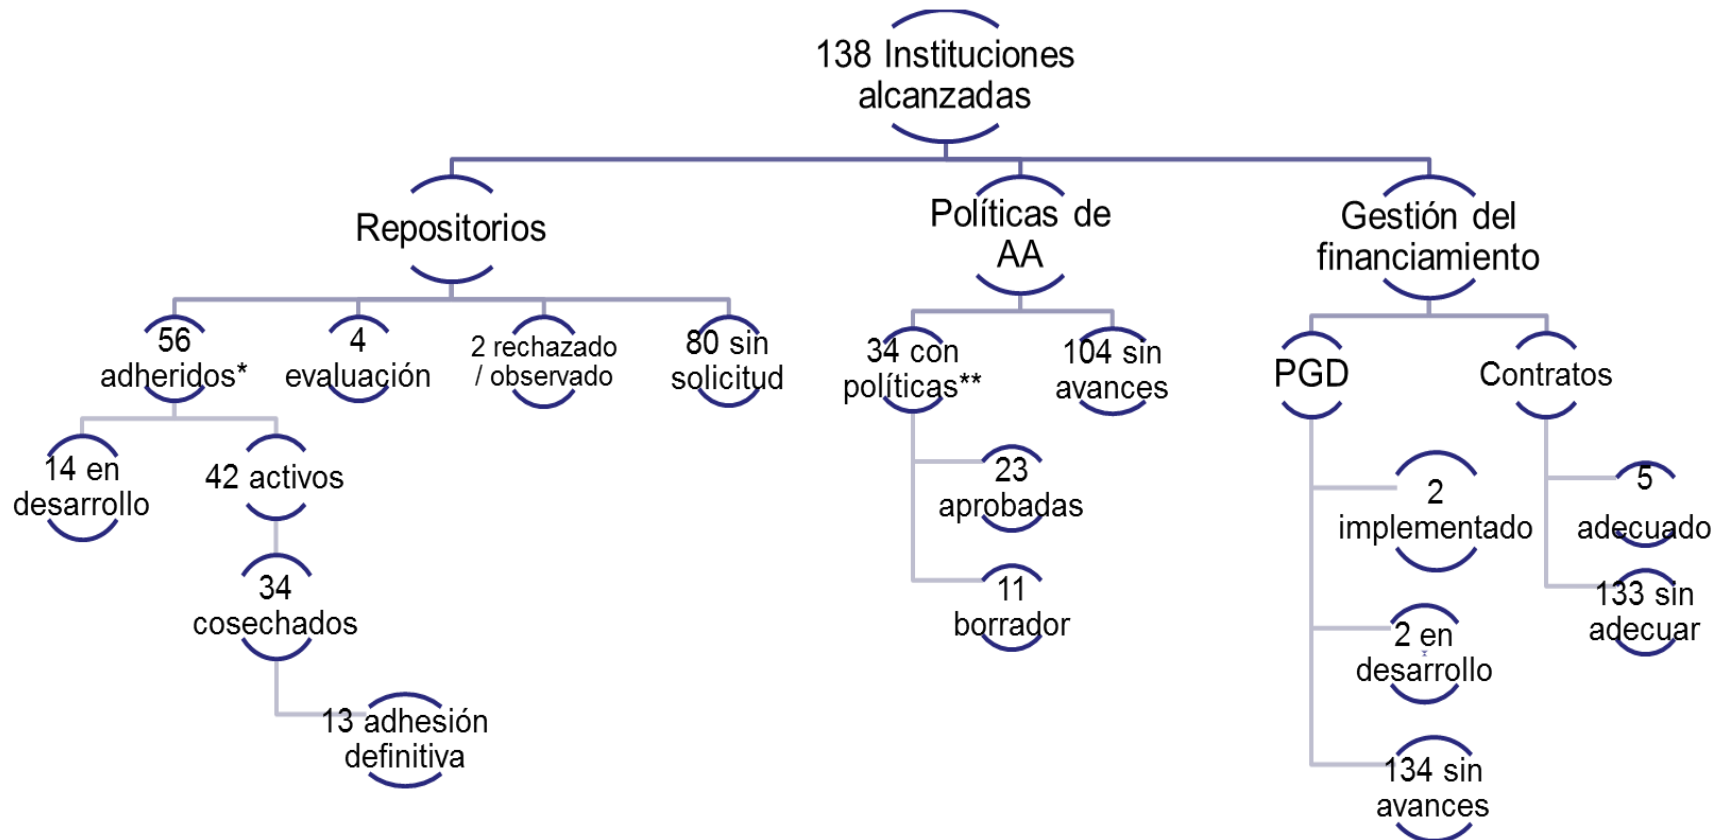 138 Instituciones
alcanzadas
Repositorios
Políticas de
AA
Gestión del
financiamiento
56
adheridos*
4
evaluación
2 rechazado
/ observado
80 sin
solicitud
34 con
políticas**
104 sin
avances
PGD
Contratos
14 en
desarrollo
42 activos
34
cosechados
13 adhesión
definitiva
23
aprobadas
11
borrador
2
implementado
2 en
desarrollo
134 sin
avances
5
adecuado
133 sin
adecuar